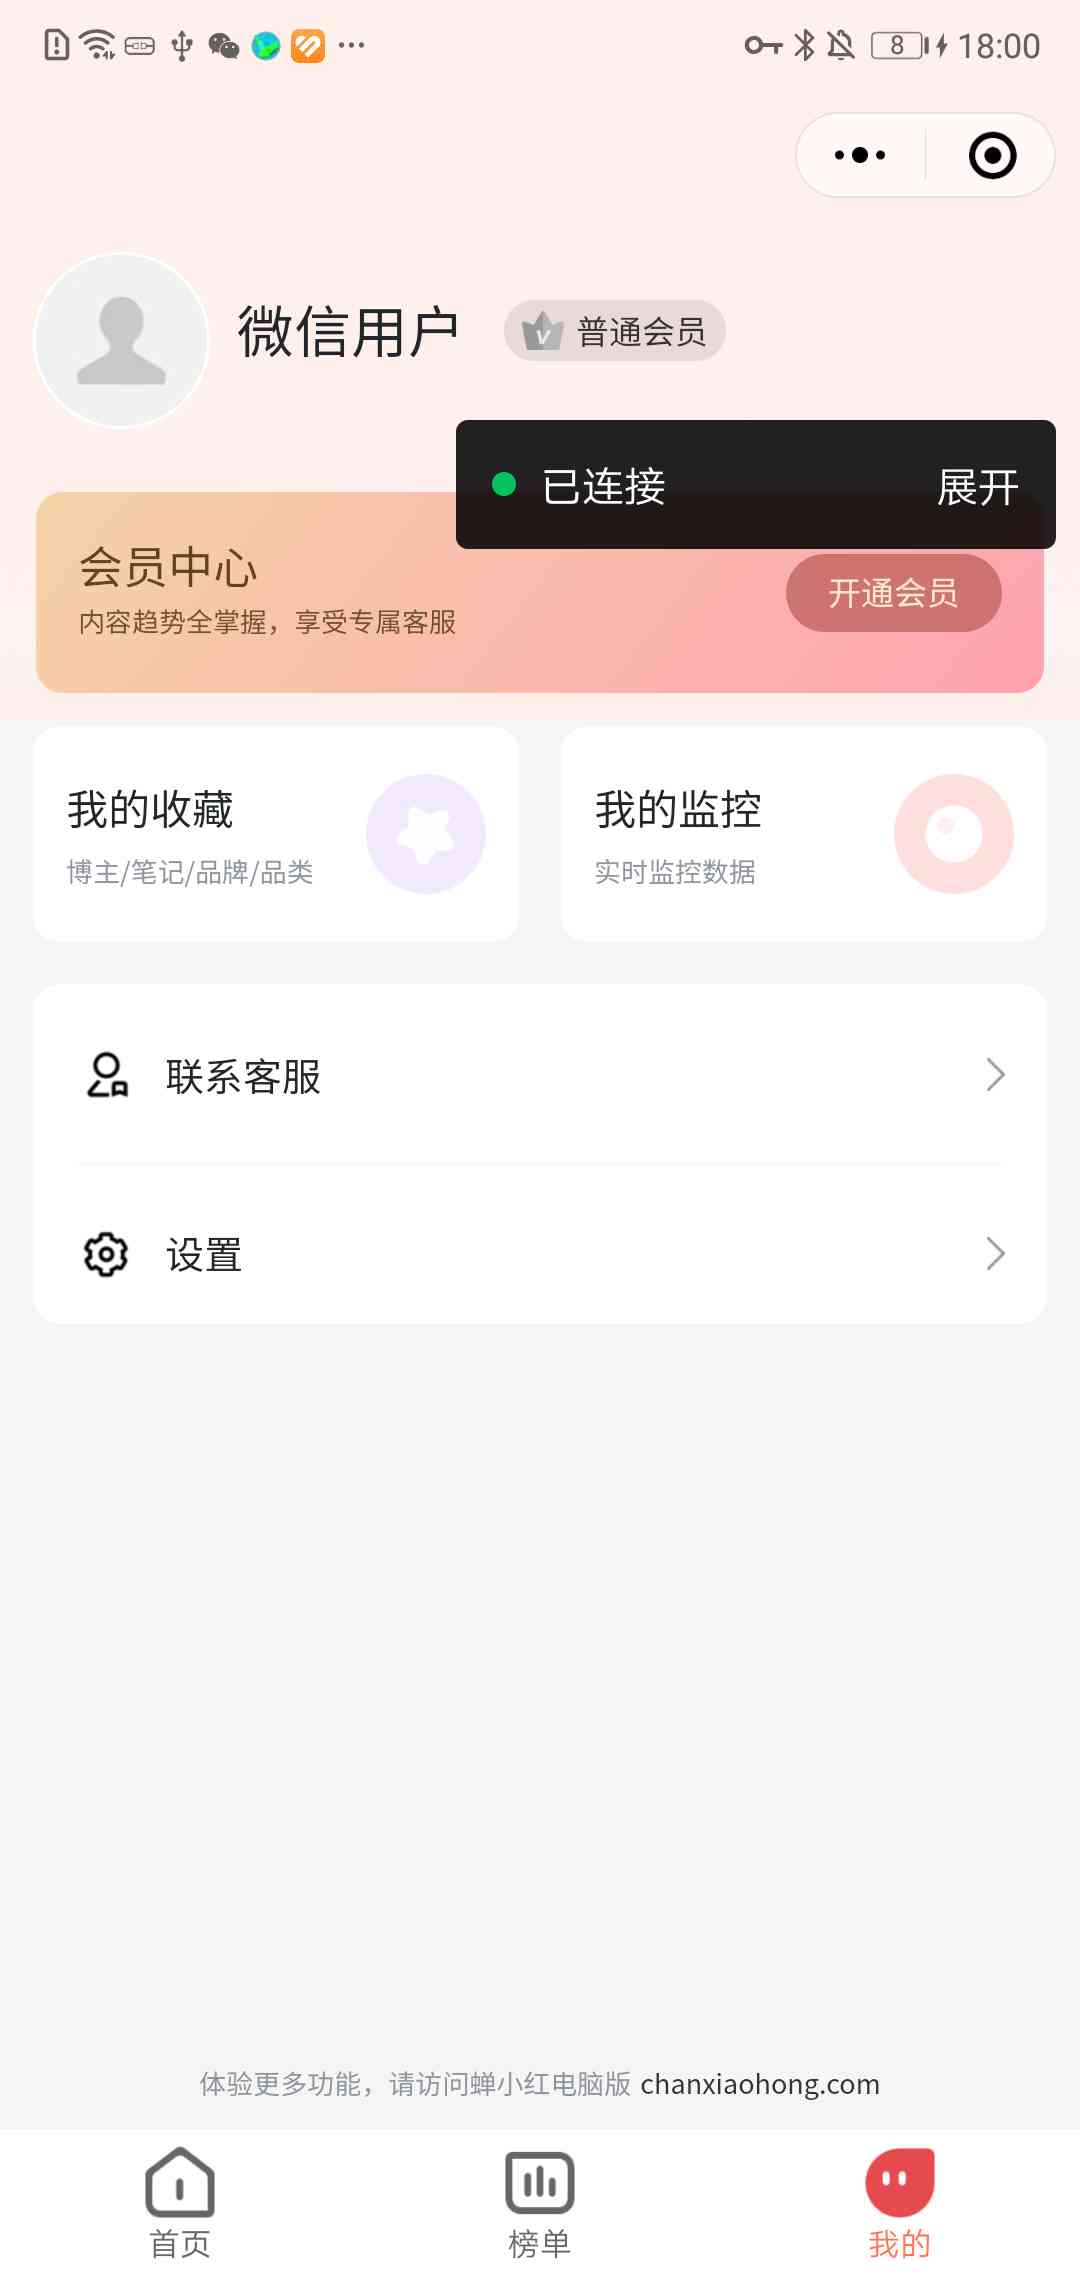 8 18:00
微信用户
普通会员
已连接 展开
会员中心
内容趋势全掌握，享受专属客服
开通会员
我的收藏
博主/笔记/品牌/品类
我的监控
实时监控数据
联系客服
设置
体验更多功能，请访问蝉小红电脑版 chanxiaohong.com
首页
榜单
我的